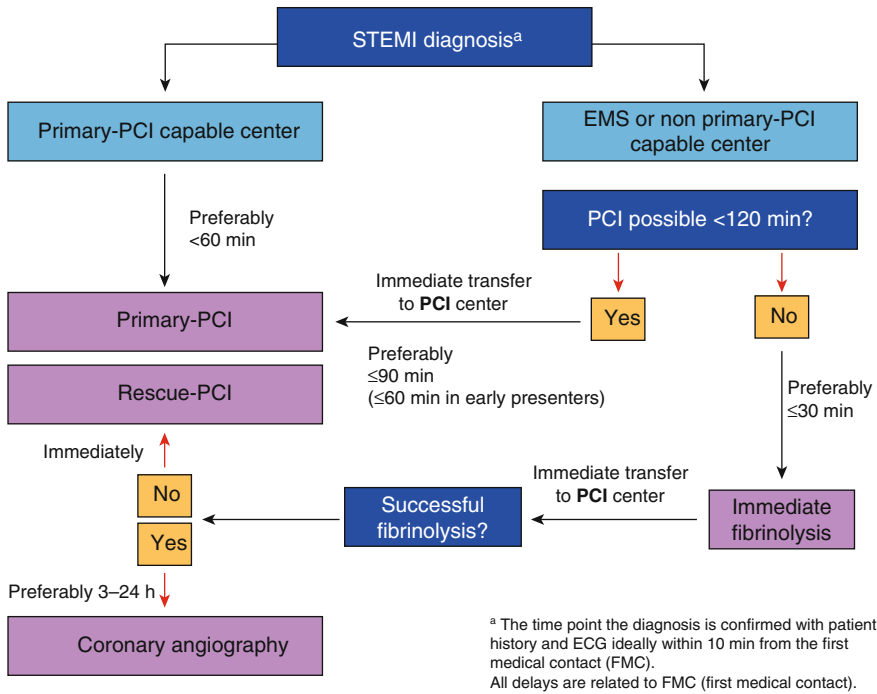 STEMI diagnosisᵃ
Primary-PCI capable center
EMS or non primary-PCI
capable center
Preferably
<60 min
PCI possible <120 min?
Immediate transfer
to PCI center
Yes
No
Primary-PCI
Preferably
≤90 min
(≤60 min in early presenters)
Preferably
≤30 min
Rescue-PCI
Immediately
No
Yes
Successful
fibrinolysis?
Immediate transfer
to PCI center
Immediate
fibrinolysis
Preferably 3–24 h
Coronary angiography
ᵃ The time point the diagnosis is confirmed with patient
history and ECG ideally within 10 min from the first
medical contact (FMC).
All delays are related to FMC (first medical contact).